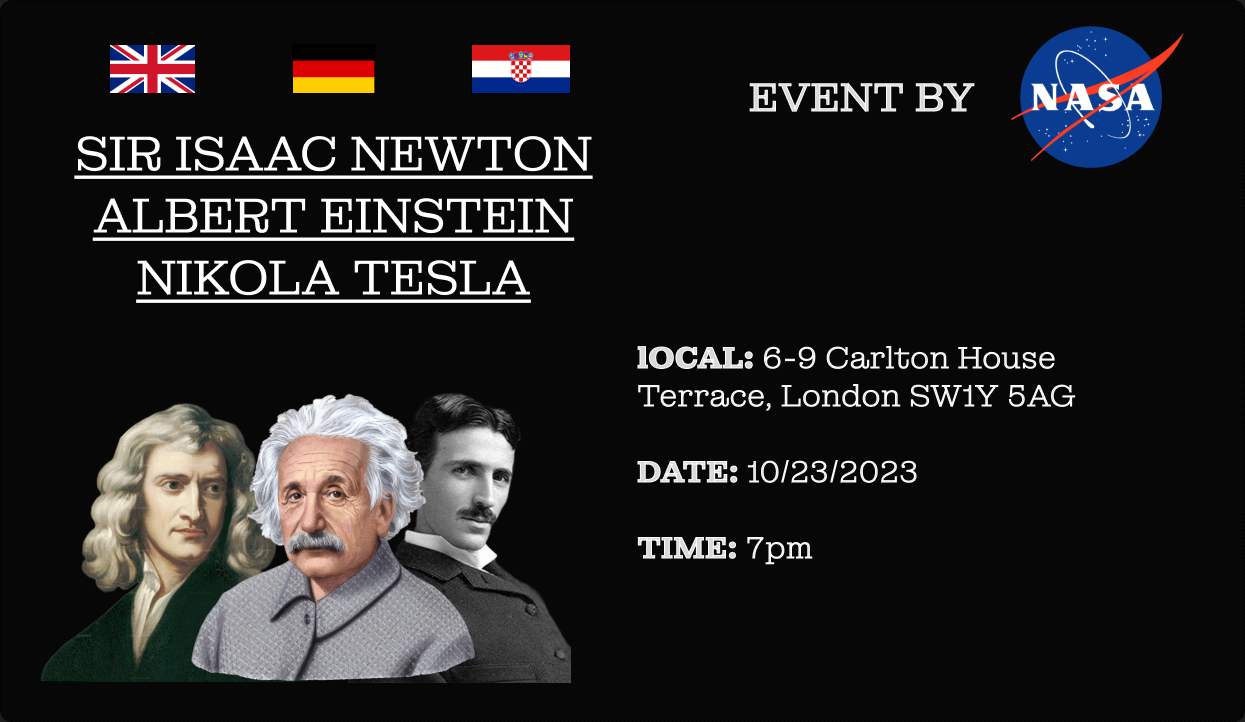 EVENT BY
NASA
SIR ISAAC NEWTON
ALBERT EINSTEIN
NIKOLA TESLA
lOCAL: 6-9 Carlton House
Terrace, London SW1Y 5AG
DATE: 10/23/2023
TIME: 7pm